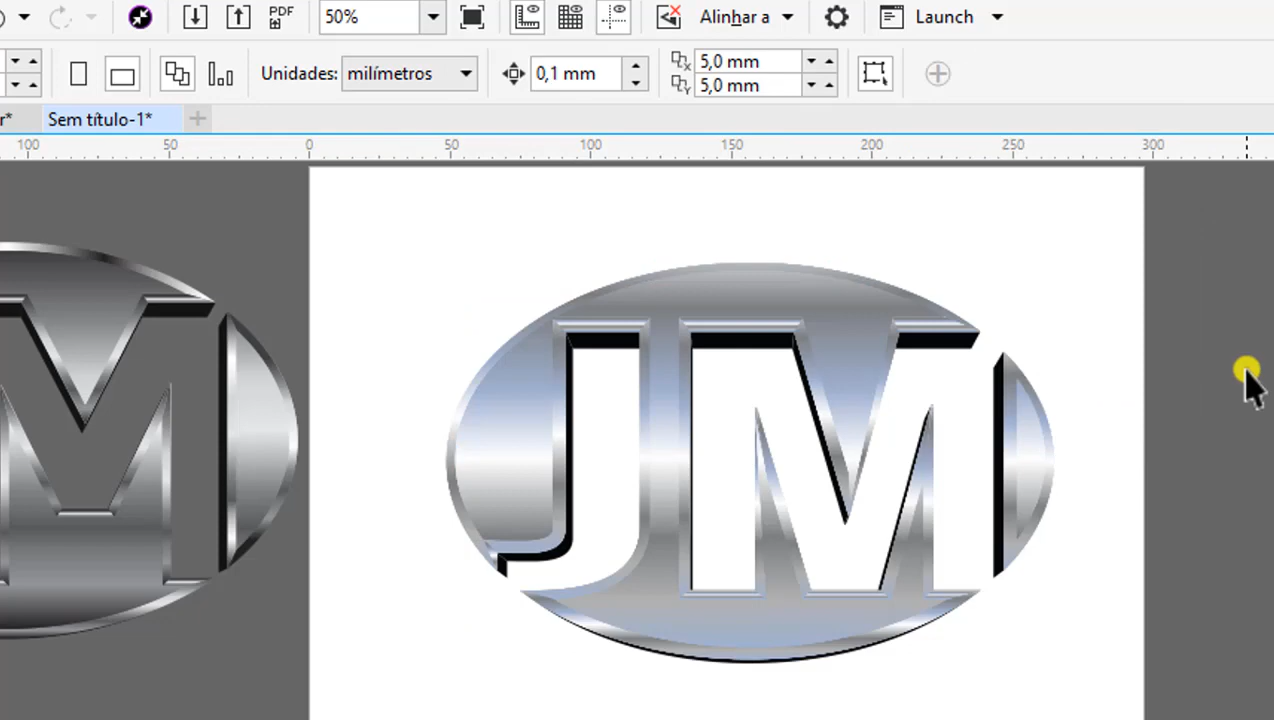 PDF
50%
Alinhar a
Launch
Unidades: milímetros
0,1 mm
5,0 mm
5,0 mm
r*
Sem título-1*
100 50 0 50 100 150 200 250 300
M
JM